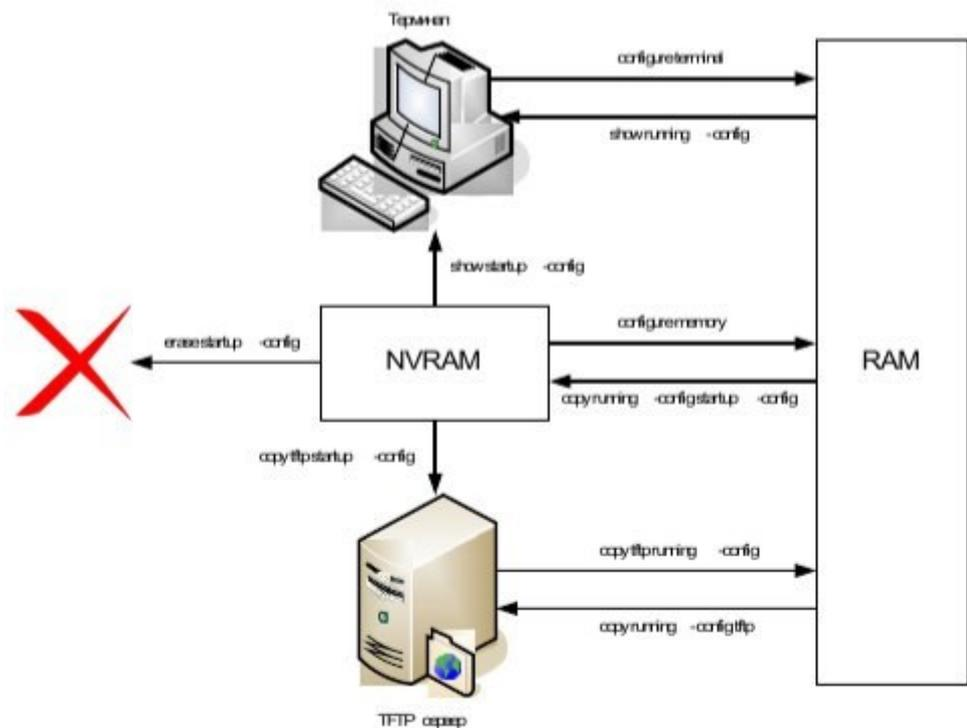 Терминал
configure terminal
show running -config
show startup -config
configure memory
erase startup -config
NVRAM
RAM
copy running -config startup -config
copy tftp startup -config
copy tftp running -config
copy running -config tftp
TFTP сервер